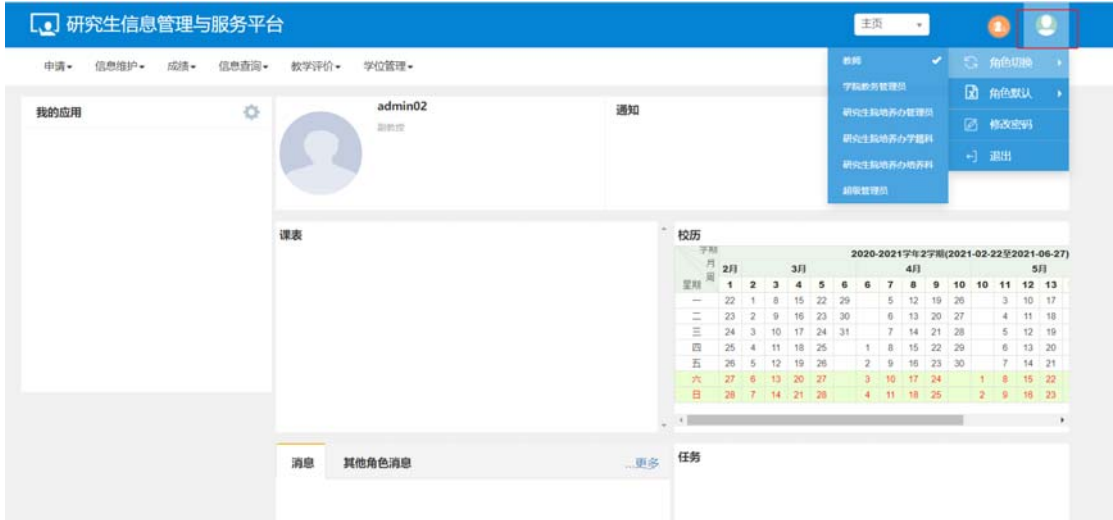 研究生信息管理与服务平台
主页
申请 信息维护 成绩 信息查询 教学评价 学位管理
教师
学院教务管理员
研究生院培养办管理员
研究生院培养办学籍科
研究生院培养办培养科
超级管理员
角色切换
角色默认
修改密码
退出
我的应用
admin02
副教授
通知
课表
校历
学期
月
周
星期
2020-2021学年2学期(2021-02-22至2021-06-27)
2月 3月 4月 5月
1 2 3 4 5 6 6 7 8 9 10 10 11 12 13
一 22 1 8 15 22 29 5 12 19 26 3 10 17
二 23 2 9 16 23 30 6 13 20 27 4 11 18
三 24 3 10 17 24 31 7 14 21 28 5 12 19
四 25 4 11 18 25 1 8 15 22 29 6 13 20
五 26 5 12 19 26 2 9 16 23 30 7 14 21
六 27 6 13 20 27 3 10 17 24 1 8 15 22
日 28 7 14 21 28 4 11 18 25 2 9 16 23
消息 其他角色消息 ...更多
任务